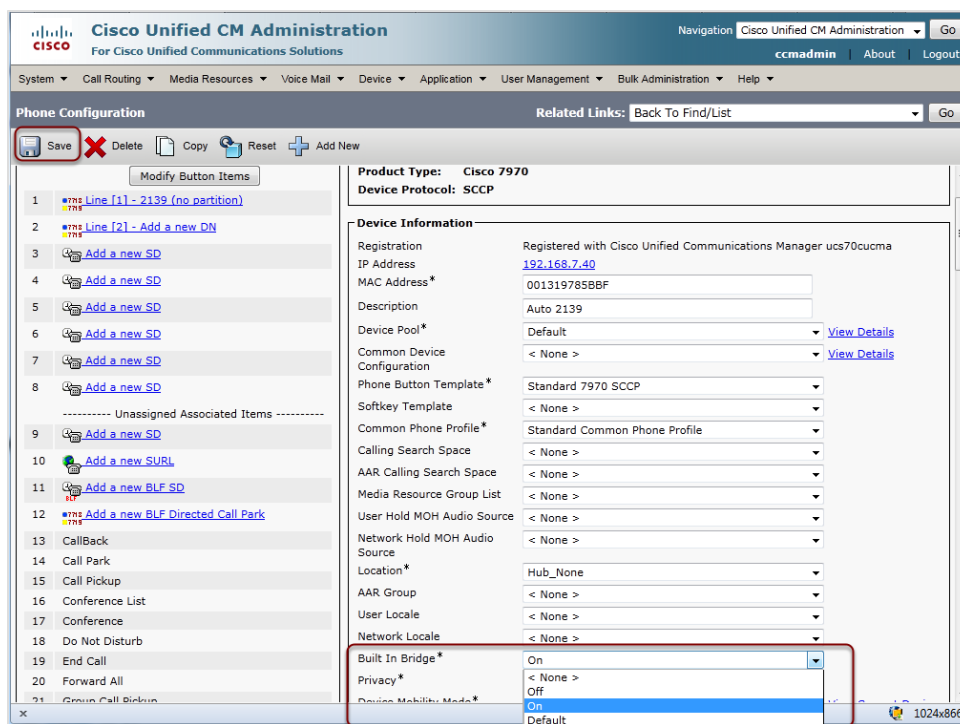 cisco
Cisco Unified CM Administration
For Cisco Unified Communications Solutions
Navigation Cisco Unified CM Administration Go
ccmadmin | About | Logout
System Call Routing Media Resources Voice Mail Device Application User Management Bulk Administration Help
Phone Configuration
Related Links: Back To Find/List Go
Save Delete Copy Reset Add New
Modify Button Items
1 Line [1] - 2139 (no partition)
2 Line [2] - Add a new DN
3 Add a new SD
4 Add a new SD
5 Add a new SD
6 Add a new SD
7 Add a new SD
8 Add a new SD
---------- Unassigned Associated Items ----------
9 Add a new SD
10 Add a new SURL
11 Add a new BLF SD
12 Add a new BLF Directed Call Park
13 CallBack
14 Call Park
15 Call Pickup
16 Conference List
17 Conference
18 Do Not Disturb
19 End Call
20 Forward All
21 Group Call Pickup
Product Type: Cisco 7970
Device Protocol: SCCP
Device Information
Registration Registered with Cisco Unified Communications Manager ucs70cucma
IP Address 192.168.7.40
MAC Address* 001319785BBF
Description Auto 2139
Device Pool* Default View Details
Common Device < None > View Details
Configuration
Phone Button Template* Standard 7970 SCCP
Softkey Template < None >
Common Phone Profile* Standard Common Phone Profile
Calling Search Space < None >
AAR Calling Search Space < None >
Media Resource Group List < None >
User Hold MOH Audio Source < None >
Network Hold MOH Audio < None >
Source
Location* Hub_None
AAR Group < None >
User Locale < None >
Network Locale < None >
Built In Bridge* On
Privacy* < None >
Off
Device Mobility Mode* On
Default
1024x866